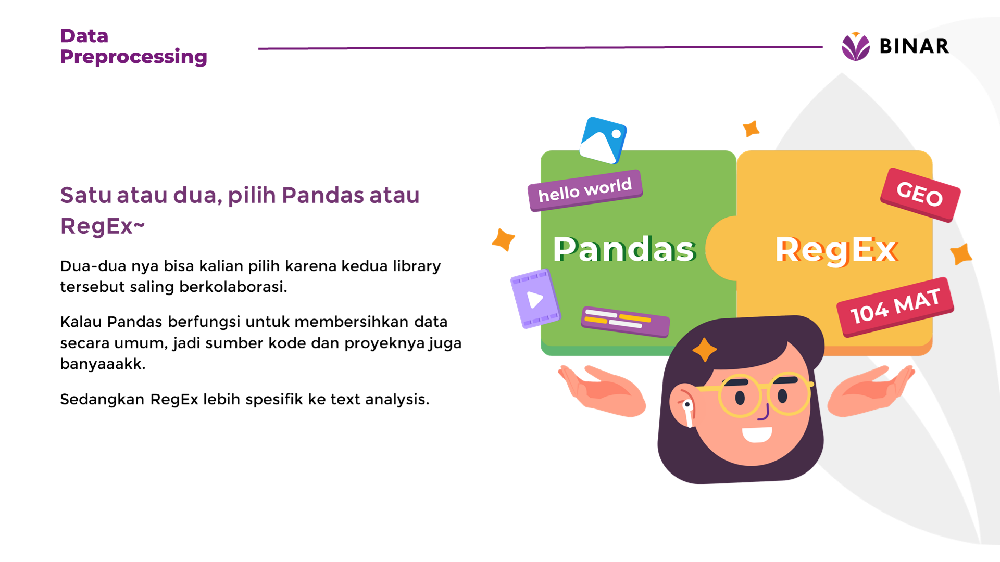 Data
Preprocessing
BINAR
Satu atau dua, pilih Pandas atau
RegEx~
Dua-dua nya bisa kalian pilih karena kedua library
tersebut saling berkolaborasi.
Kalau Pandas berfungsi untuk membersihkan data
secara umum, jadi sumber kode dan proyeknya juga
banyaaakk.
Sedangkan RegEx lebih spesifik ke text analysis.
hello world
GEO
Pandas
RegEx
104 MAT